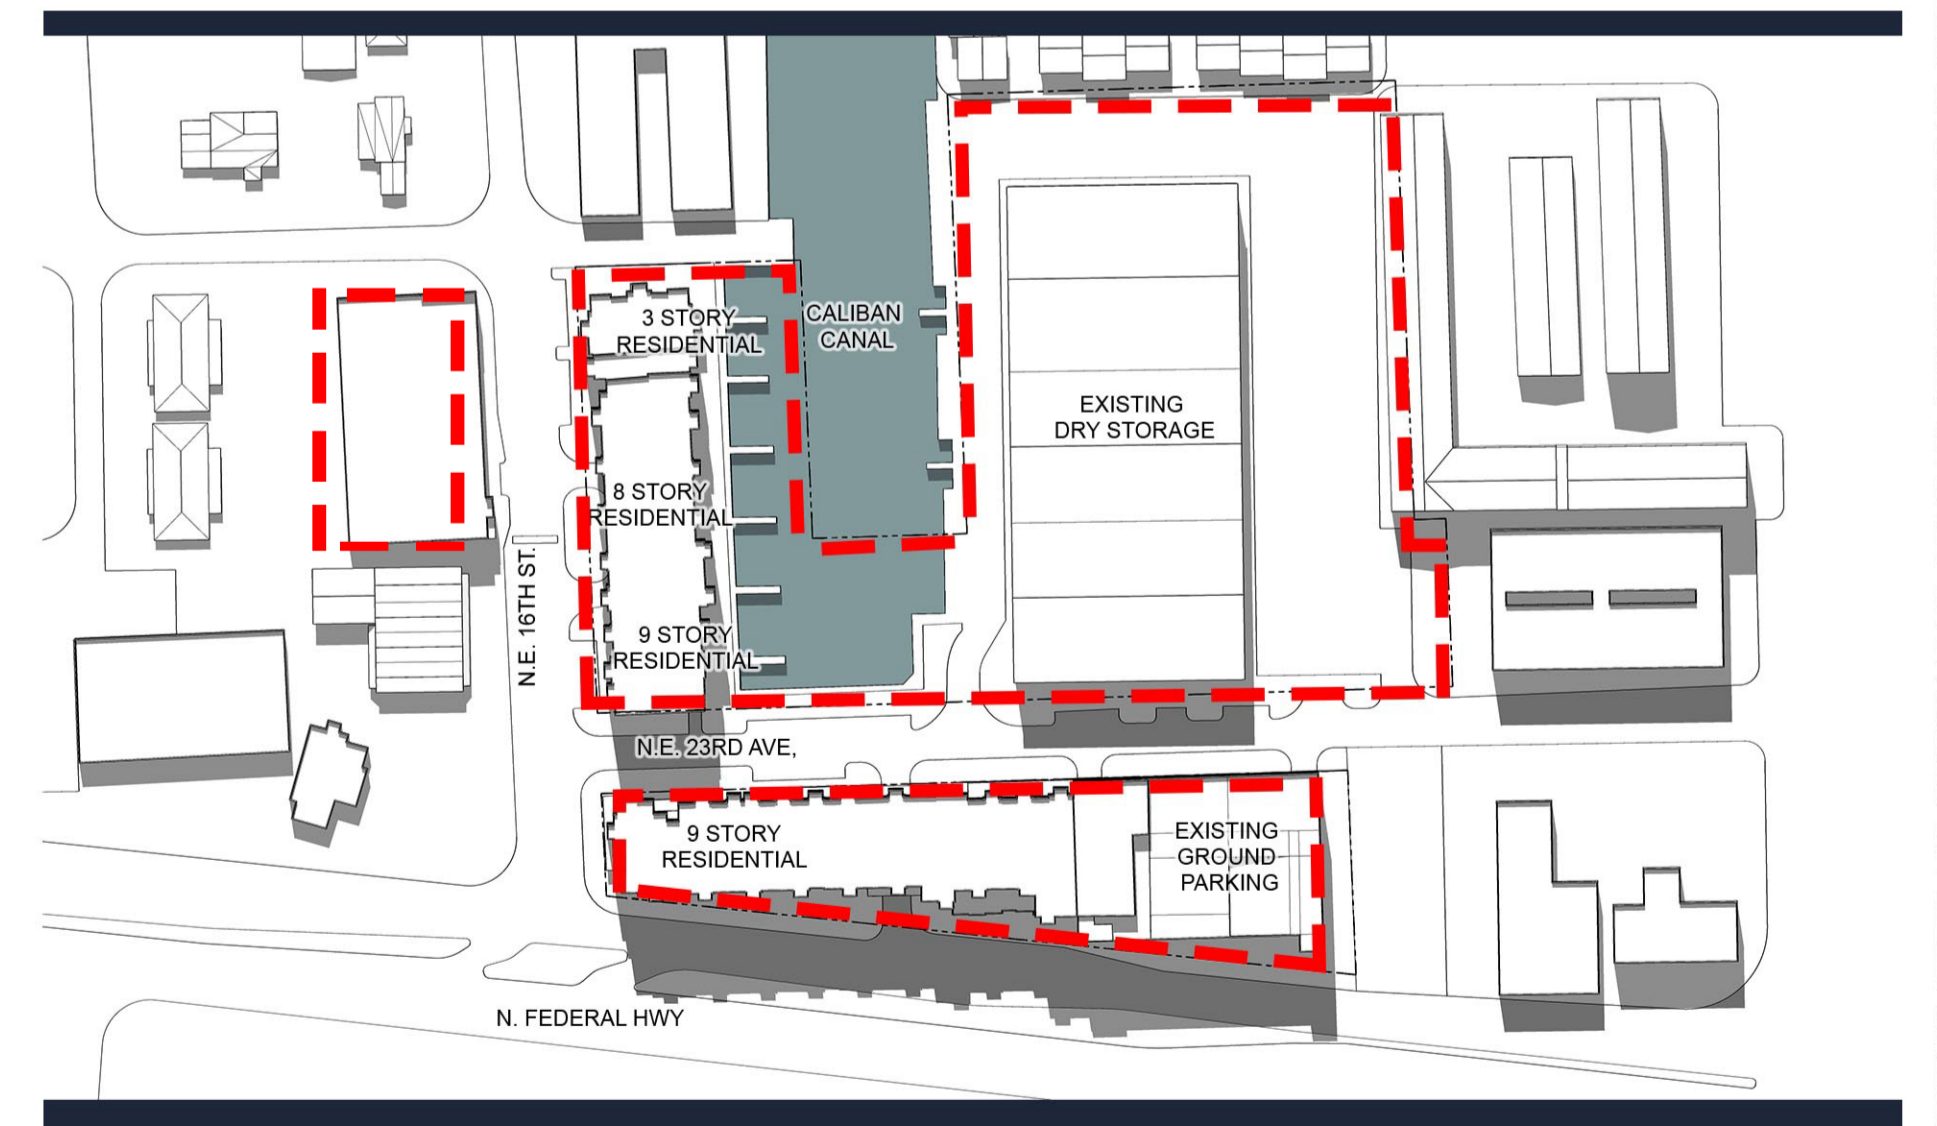 3 STORY
RESIDENTIAL
CALIBAN
CANAL
EXISTING
DRY STORAGE
8 STORY
RESIDENTIAL
N.E. 16TH ST.
9 STORY
RESIDENTIAL
N.E. 23RD AVE,
9 STORY
RESIDENTIAL
EXISTING
GROUND
PARKING
N. FEDERAL HWY